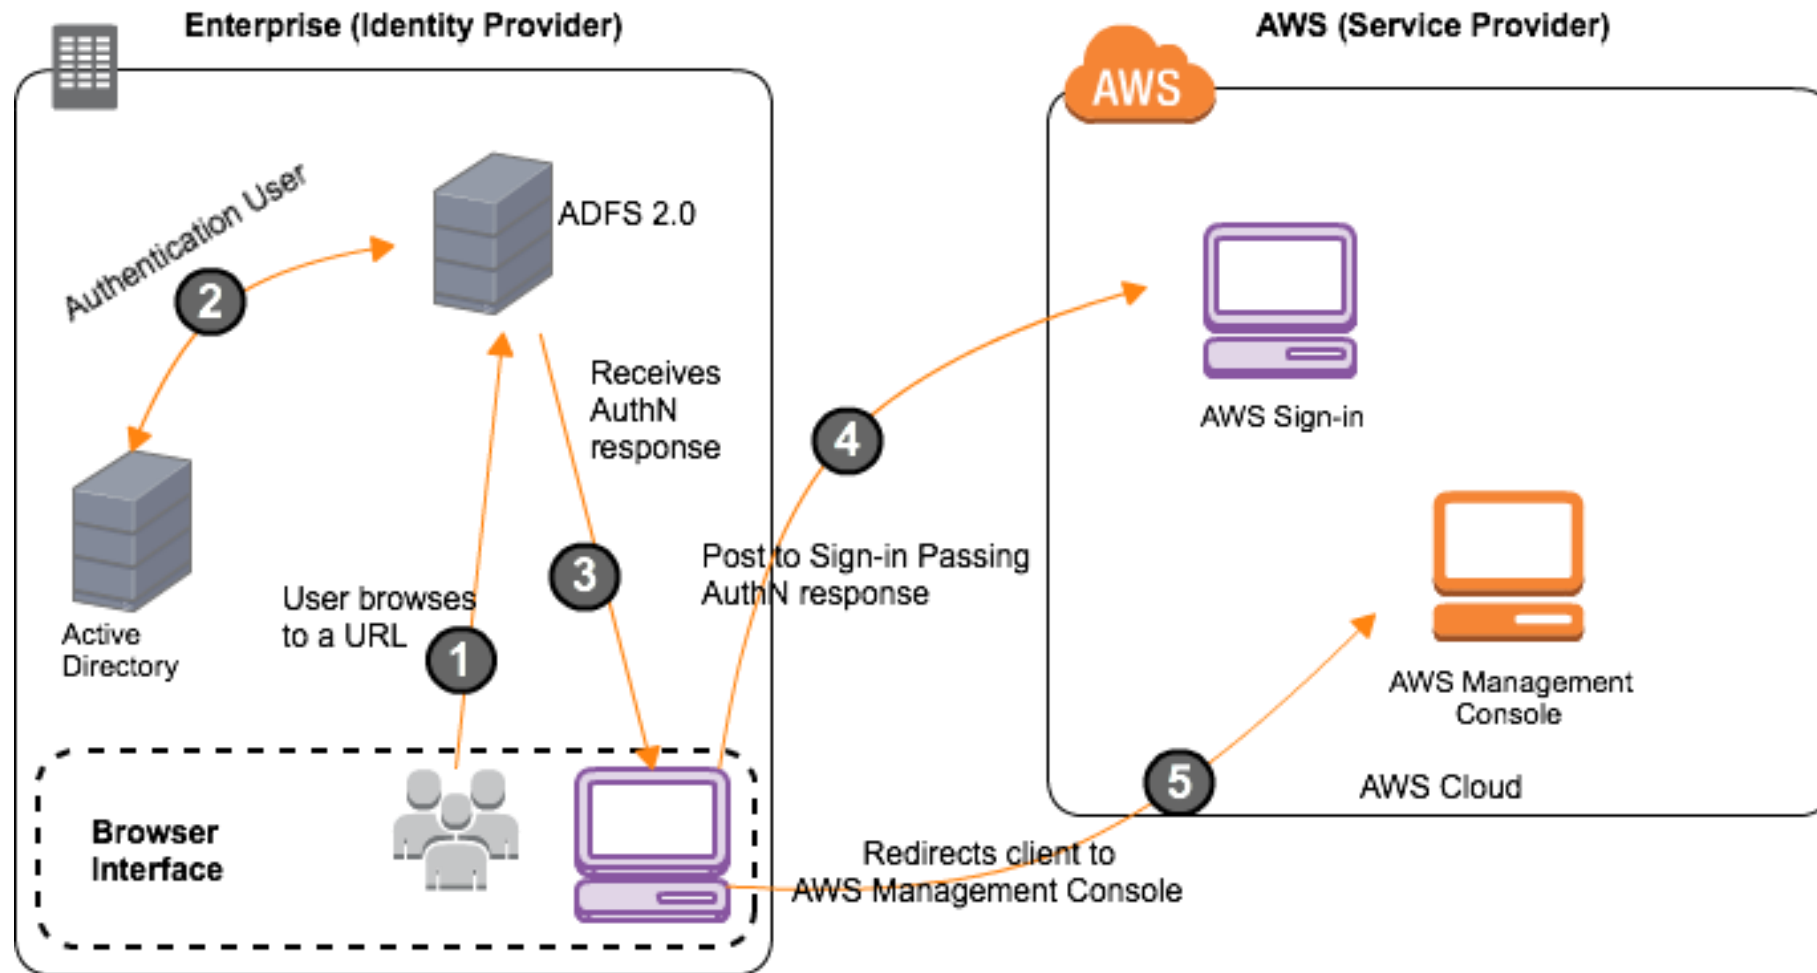 Enterprise (Identity Provider)
AWS (Service Provider)
AWS
Authentication User
2
ADFS 2.0
Receives
AuthN
response
4
AWS Sign-in
3
Post to Sign-in Passing
AuthN response
User browses
to a URL
1
Active
Directory
AWS Management
Console
5
AWS Cloud
Browser
Interface
Redirects client to
AWS Management Console